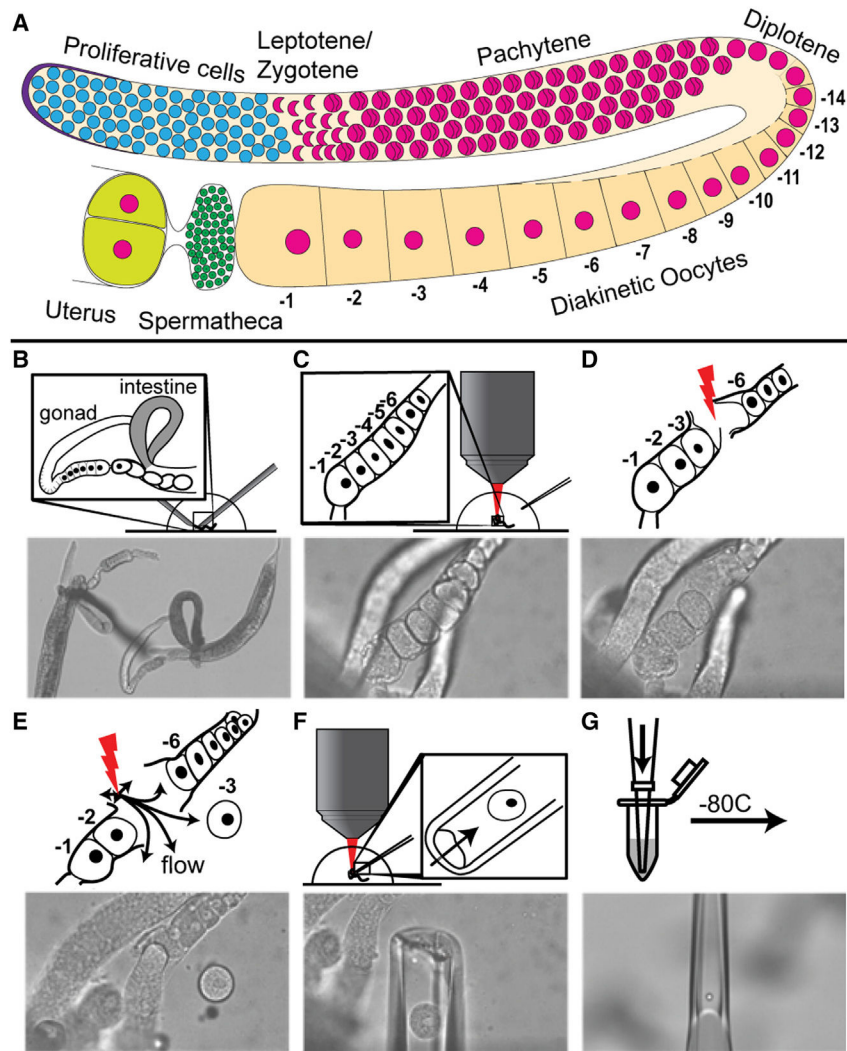 A
Proliferative cells
Leptotene/
Zygotene
Pachytene
Diplotene
-14
-13
-12
-11
-10
-9
-8
-7
-6
-5
-4
-3
-2
-1
Diakinetic Oocytes
Uterus
Spermatheca
B
intestine
gonad
C
-6
-5
-4
-3
-2
-1
D
-6
-3
-2
-1
E
-6
-3
-2
-1
flow
F
G
-80C